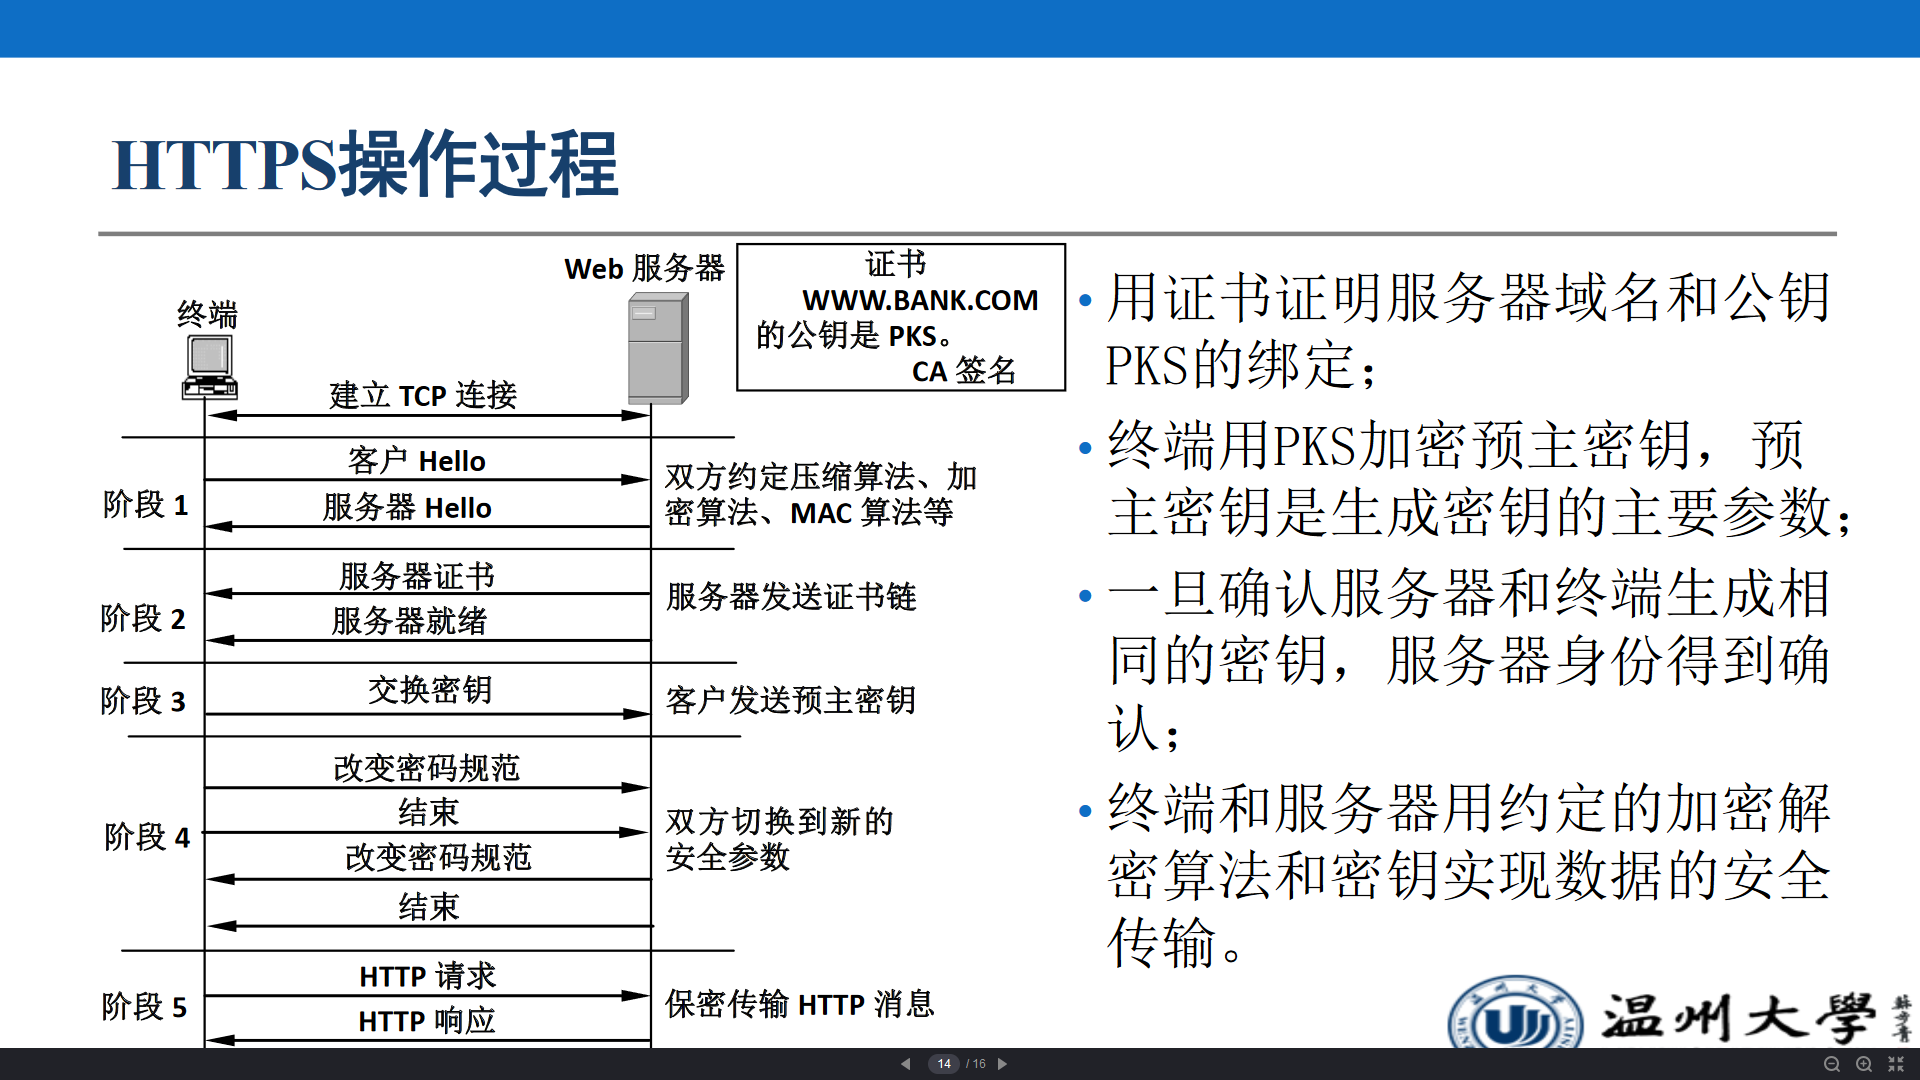 HTTPS操作过程
Web 服务器
终端
证书
WWW.BANK.COM
的公钥是 PKS。
CA 签名
建立 TCP 连接
阶段 1
客户 Hello
服务器 Hello
双方约定压缩算法、加
密算法、MAC 算法等
阶段 2
服务器证书
服务器就绪
服务器发送证书链
阶段 3
交换密钥
客户发送预主密钥
阶段 4
改变密码规范
结束
改变密码规范
结束
双方切换到新的
安全参数
阶段 5
HTTP 请求
HTTP 响应
保密传输 HTTP 消息
• 用证书证明服务器域名和公钥
PKS的绑定；
• 终端用PKS加密预主密钥，预
主密钥是生成密钥的主要参数；
• 一旦确认服务器和终端生成相
同的密钥，服务器身份得到确
认；
• 终端和服务器用约定的加密解
密算法和密钥实现数据的安全
传输。
温州大学
温州大學
蘇步青
14 / 16